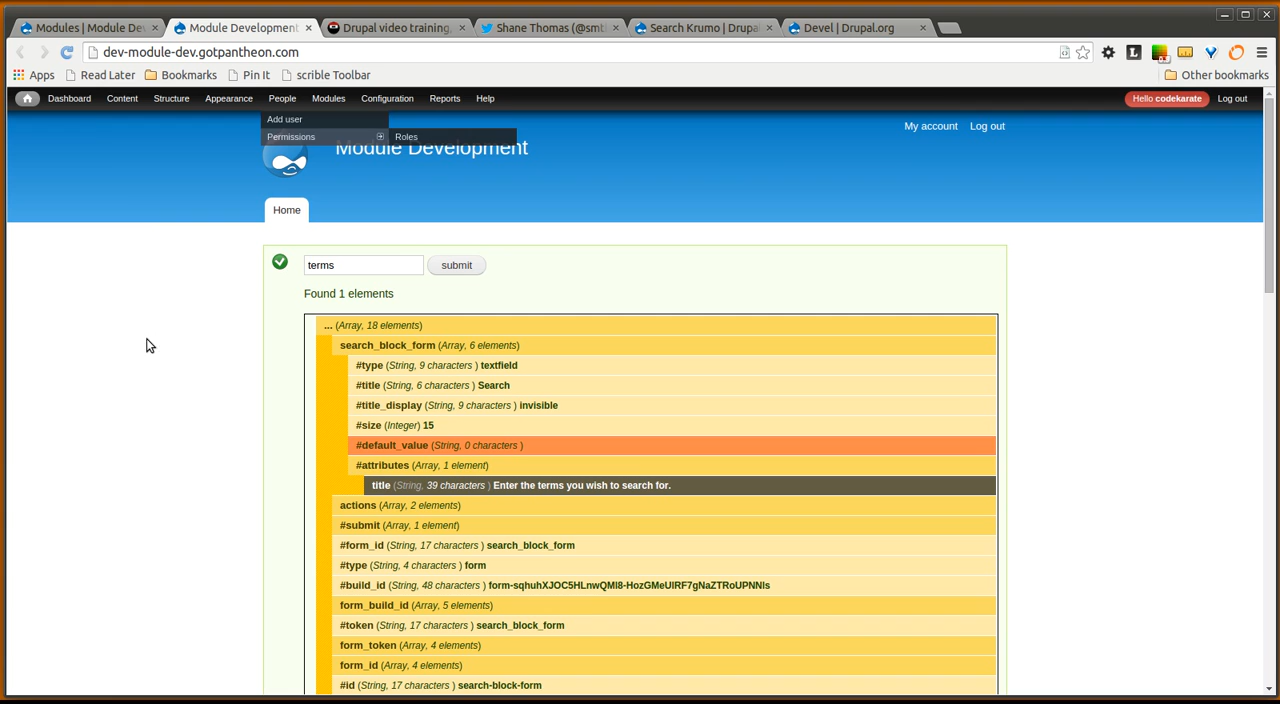 Modules | Module Dev
Module Development
Drupal video training,
Shane Thomas (@smt
Search Krumo | Drupa
Devel | Drupal.org
dev-module-dev.gotpantheon.com
Apps Read Later Bookmarks Pin It scrible Toolbar Other bookmarks
Dashboard Content Structure Appearance People Modules Configuration Reports Help Hello codekarate Log out
Add user
Permissions Roles
My account Log out
Module Development
Home
terms submit
Found 1 elements
... (Array, 18 elements)
search_block_form (Array, 6 elements)
#type (String, 9 characters ) textfield
#title (String, 6 characters ) Search
#title_display (String, 9 characters ) invisible
#size (Integer) 15
#default_value (String, 0 characters )
#attributes (Array, 1 element)
title (String, 39 characters ) Enter the terms you wish to search for.
actions (Array, 2 elements)
#submit (Array, 1 element)
#form_id (String, 17 characters ) search_block_form
#type (String, 4 characters ) form
#build_id (String, 48 characters ) form-sqhuhXJOC5HLnwQMl8-HozGMeUIRF7gNaZTRoUPNNls
form_build_id (Array, 5 elements)
#token (String, 17 characters ) search_block_form
form_token (Array, 4 elements)
form_id (Array, 4 elements)
#id (String, 17 characters ) search-block-form